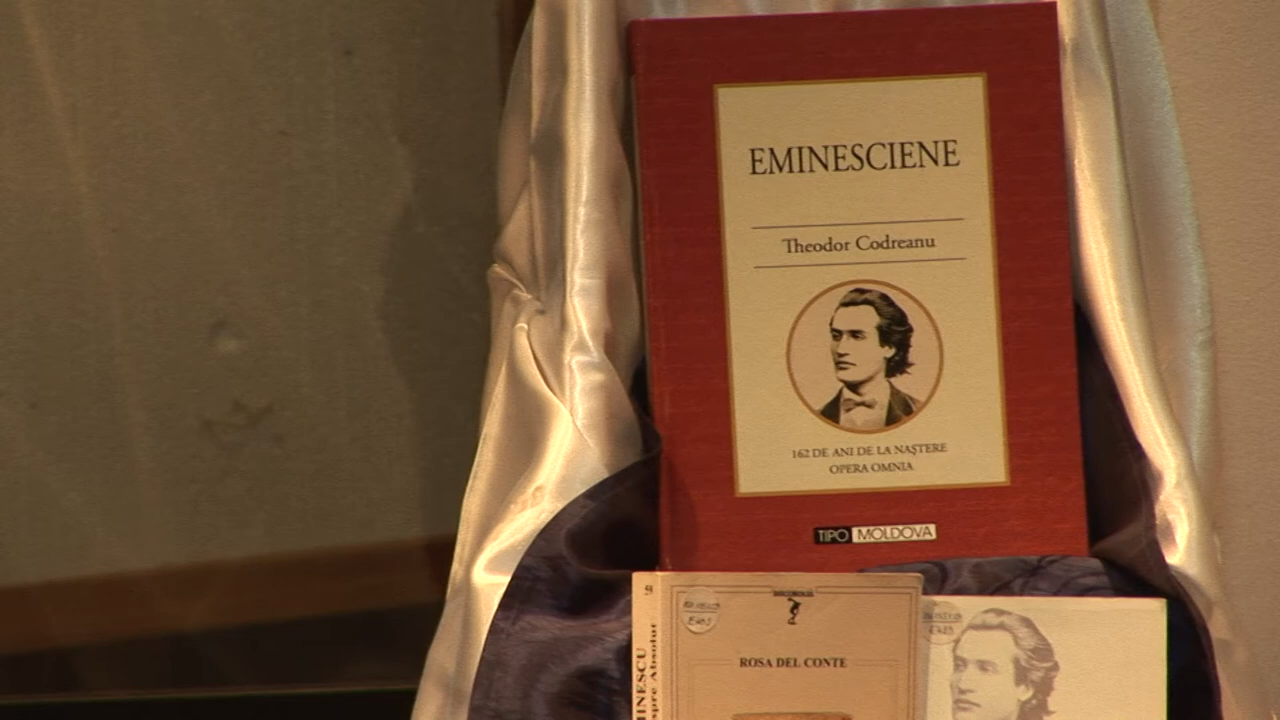 EMINESCIENE
Theodor Codreanu
162 DE ANI DE LA NAŞTERE
OPERA OMNIA
TIPO MOLDOVA
ROSA DEL CONTE